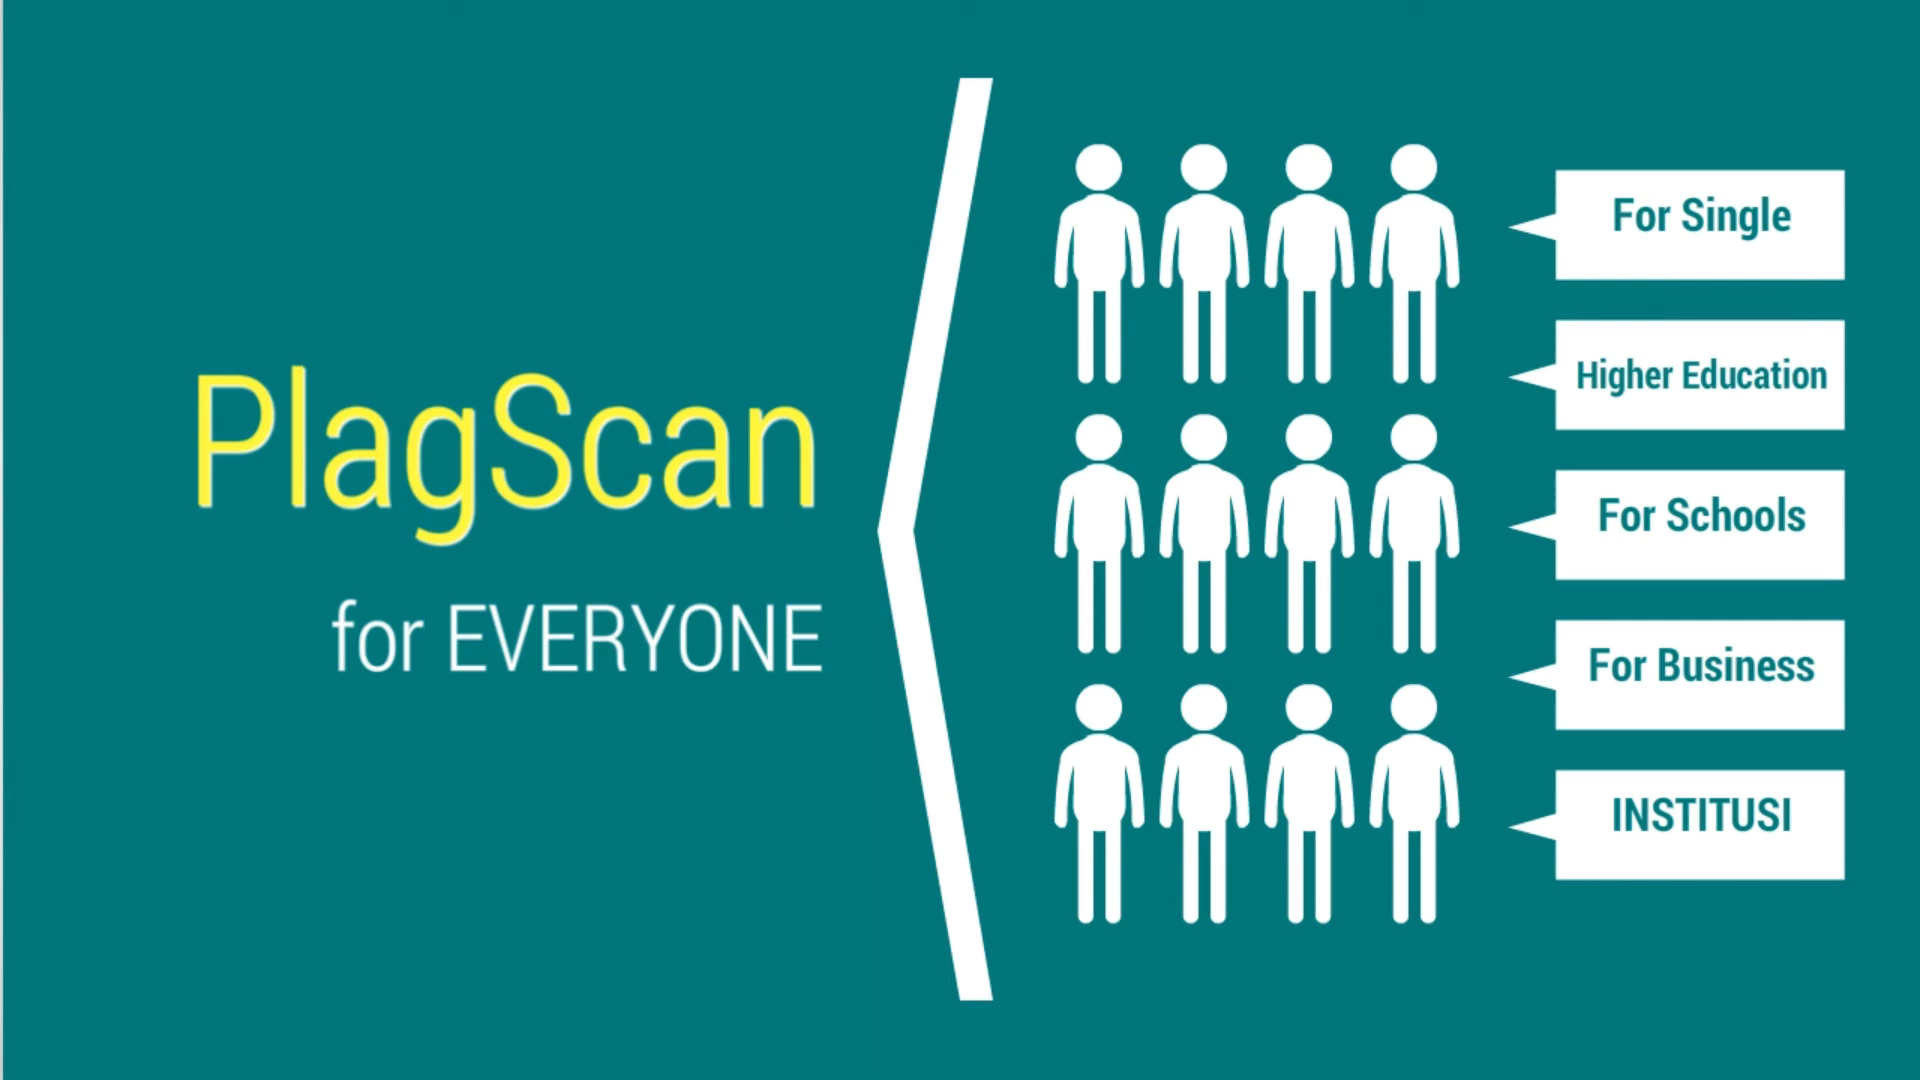 PlagScan
for EVERYONE
For Single
Higher Education
For Schools
For Business
INSTITUSI